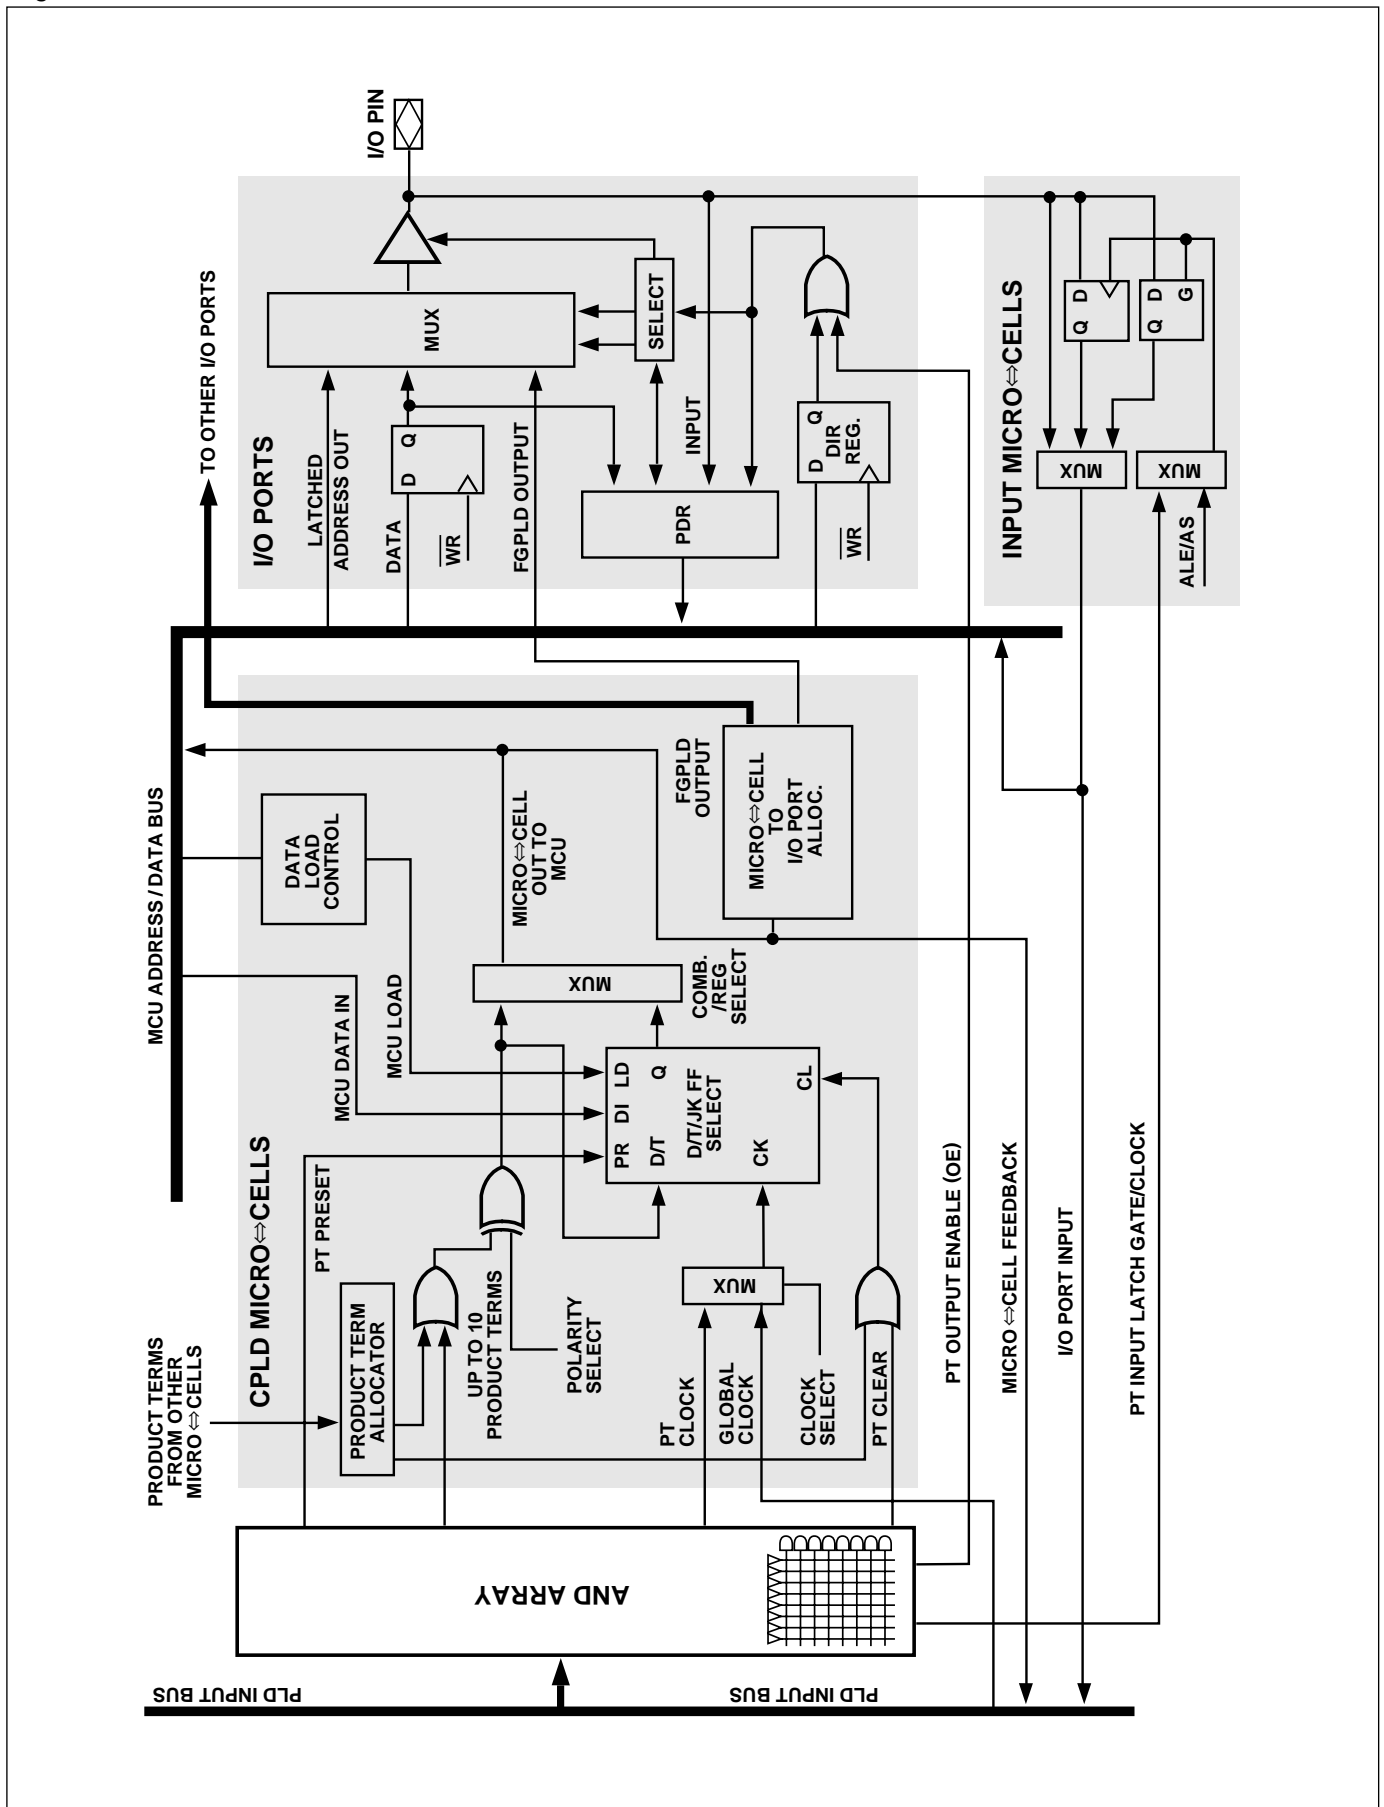 PRODUCT TERMS
FROM OTHER
MICRO⇔CELLS
MCU ADDRESS / DATA BUS
TO OTHER I/O PORTS
PLD INPUT BUS
PLD INPUT BUS
AND ARRAY
CPLD MICRO⇔CELLS
PT PRESET
PRODUCT TERM
ALLOCATOR
UP TO 10
PRODUCT TERMS
POLARITY
SELECT
PT
CLOCK
GLOBAL
CLOCK
CLOCK
SELECT
PT CLEAR
MUX
MCU DATA IN
MCU LOAD
DATA
LOAD
CONTROL
PR
DI
LD
D/T
Q
D/T/JK FF
SELECT
CK
CL
MUX
COMB.
/REG
SELECT
MICRO⇔CELL
OUT TO
MCU
FGPLD
OUTPUT
MICRO⇔CELL
TO
I/O PORT
ALLOC.
I/O PORTS
LATCHED
ADDRESS OUT
DATA
WR
D
Q
FGPLD OUTPUT
MUX
SELECT
INPUT
PDR
D
Q
DIR
REG.
WR
I/O PIN
INPUT MICRO⇔CELLS
Q
D
Q
D
G
MUX
MUX
ALE/AS
PT OUTPUT ENABLE (OE)
MICRO⇔CELL FEEDBACK
I/O PORT INPUT
PT INPUT LATCH GATE/CLOCK